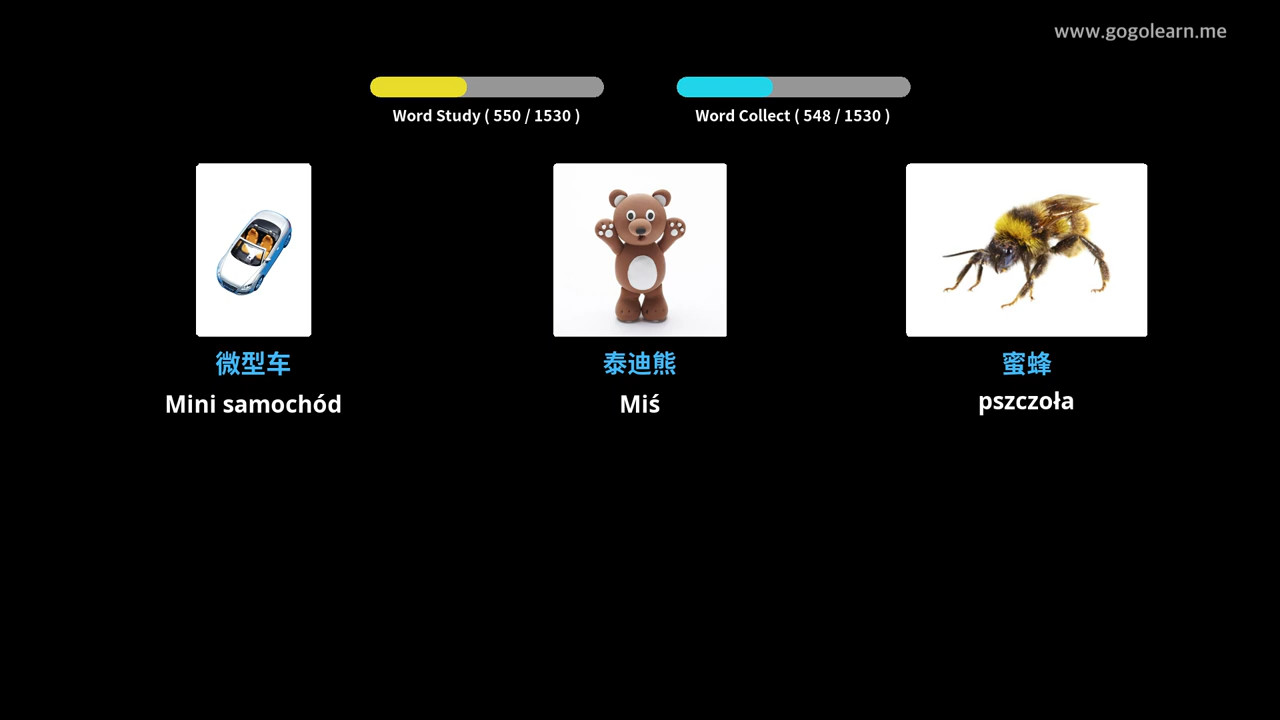 www.gogolearn.me
Word Study ( 550 / 1530 )
Word Collect ( 548 / 1530 )
微型车
泰迪熊
蜜蜂
Mini samochód
Miś
pszczoła